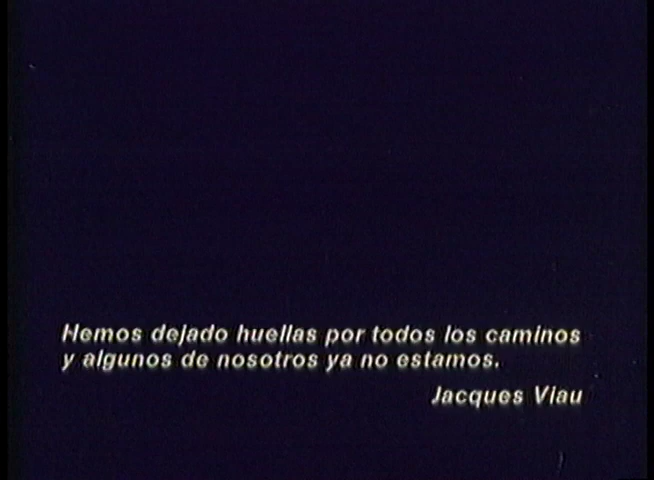 Hemos dejado huellas por todos los caminos
y algunos de nosotros ya no estamos.
Jacques Viau